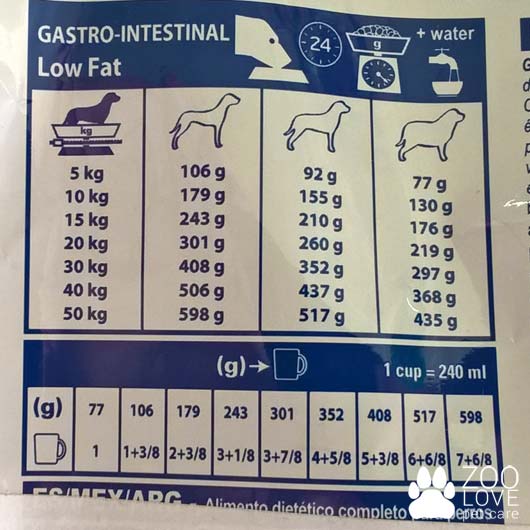 GASTRO-INTESTINAL
Low Fat
24
g
+ water
kg
5 kg 106 g 92 g 77 g
10 kg 179 g 155 g 130 g
15 kg 243 g 210 g 176 g
20 kg 301 g 260 g 219 g
30 kg 408 g 352 g 297 g
40 kg 506 g 437 g 368 g
50 kg 598 g 517 g 435 g
(g)→ 1 cup = 240 ml
(g) 77 106 179 243 301 352 408 517 598
1 1+3/8 2+3/8 3+1/8 3+7/8 4+5/8 5+3/8 6+6/8 7+6/8
ES/MEX/ARG - Alimento dietético completo
ZOO
LOVE
pet care